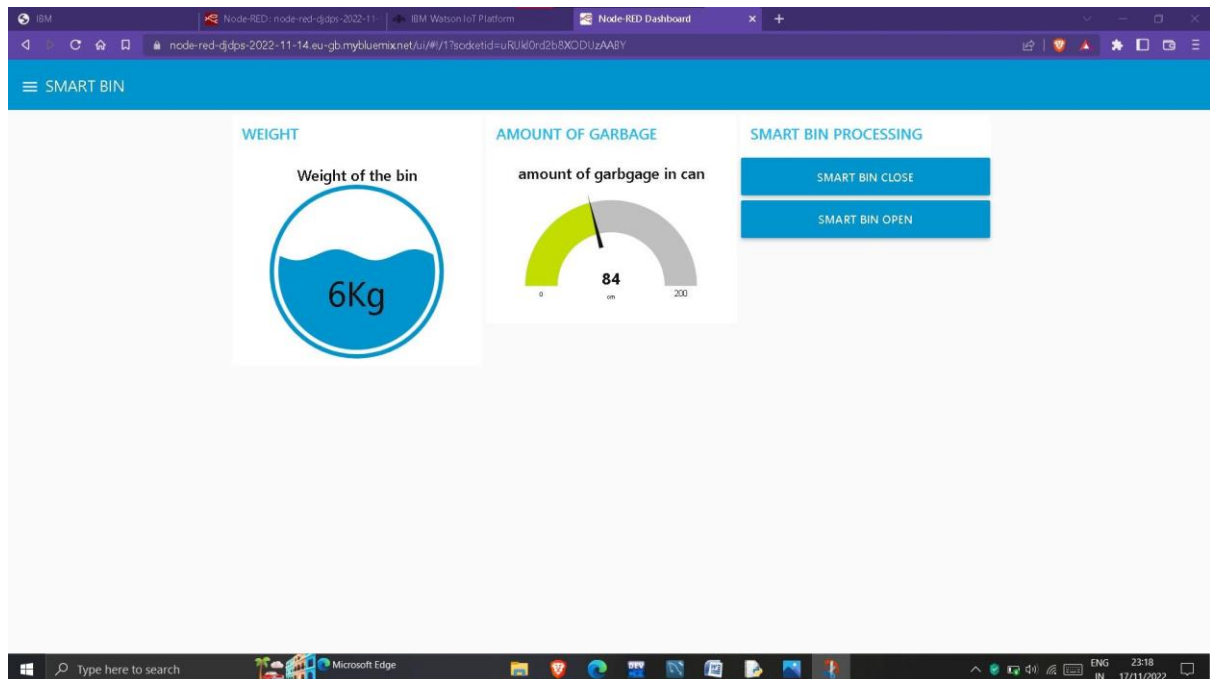 IBM
Node-RED: node-red-djdps-2022-11-
IBM Watson IoT Platform
Node-RED Dashboard
node-red-djdps-2022-11-14.eu-gb.mybluemix.net/ui/#!/1?socketid=uRUkl0rd2b8XODUzAABY
SMART BIN
WEIGHT
Weight of the bin
6Kg
AMOUNT OF GARBAGE
amount of garbgage in can
84
cm
0
200
SMART BIN PROCESSING
SMART BIN CLOSE
SMART BIN OPEN
Type here to search
Microsoft Edge
DEV
ENG
IN
23:18
17/11/2022